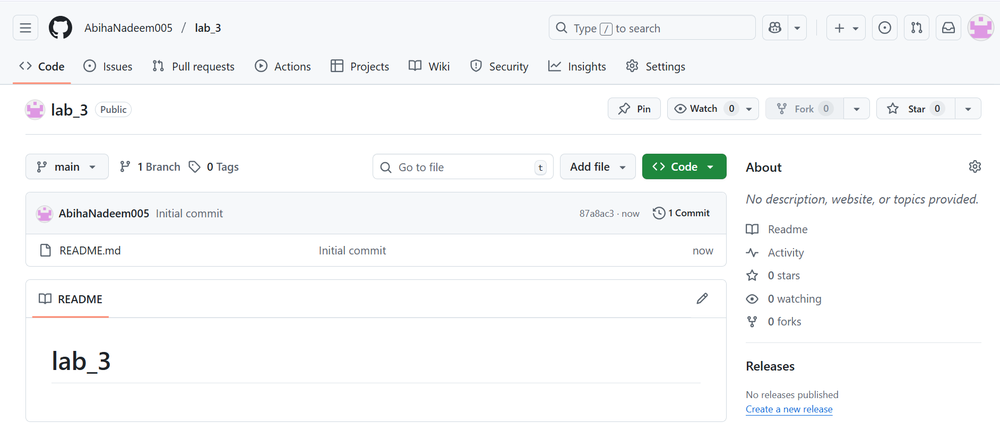 AbihaNadeem005 / lab_3
Type / to search
Code Issues Pull requests Actions Projects Wiki Security Insights Settings
lab_3 Public
Pin Watch 0 Fork 0 Star 0
main 1 Branch 0 Tags
Go to file t Add file Code
AbihaNadeem005 Initial commit 87a8ac3 · now 1 Commit
README.md Initial commit now
README
lab_3
About
No description, website, or topics provided.
Readme
Activity
0 stars
0 watching
0 forks
Releases
No releases published
Create a new release